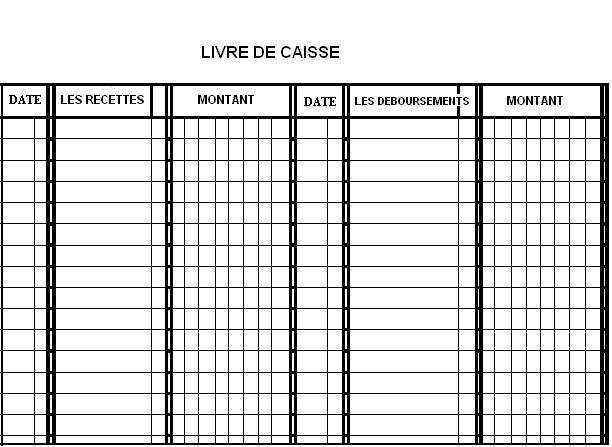 LIVRE DE CAISSE
DATE LES RECETTES MONTANT DATE LES DEBOURSEMENTS MONTANT